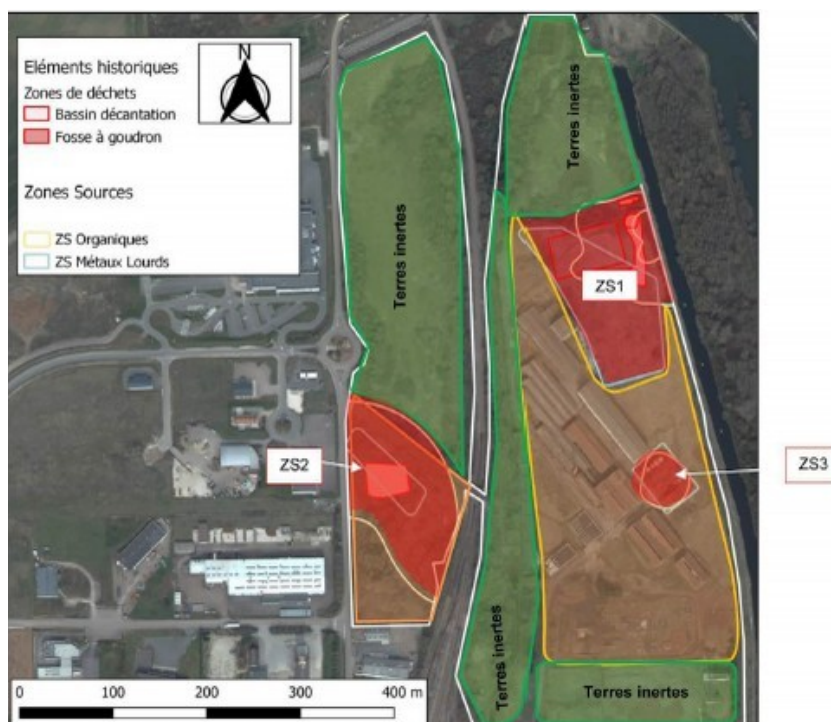 N
Eléments historiques
Zones de déchets
Bassin décantation
Fosse à goudron
Zones Sources
ZS Organiques
ZS Métaux Lourds
Terres inertes
Terres inertes
ZS1
ZS2
ZS3
Terres inertes
Terres inertes
0 100 200 300 400 m